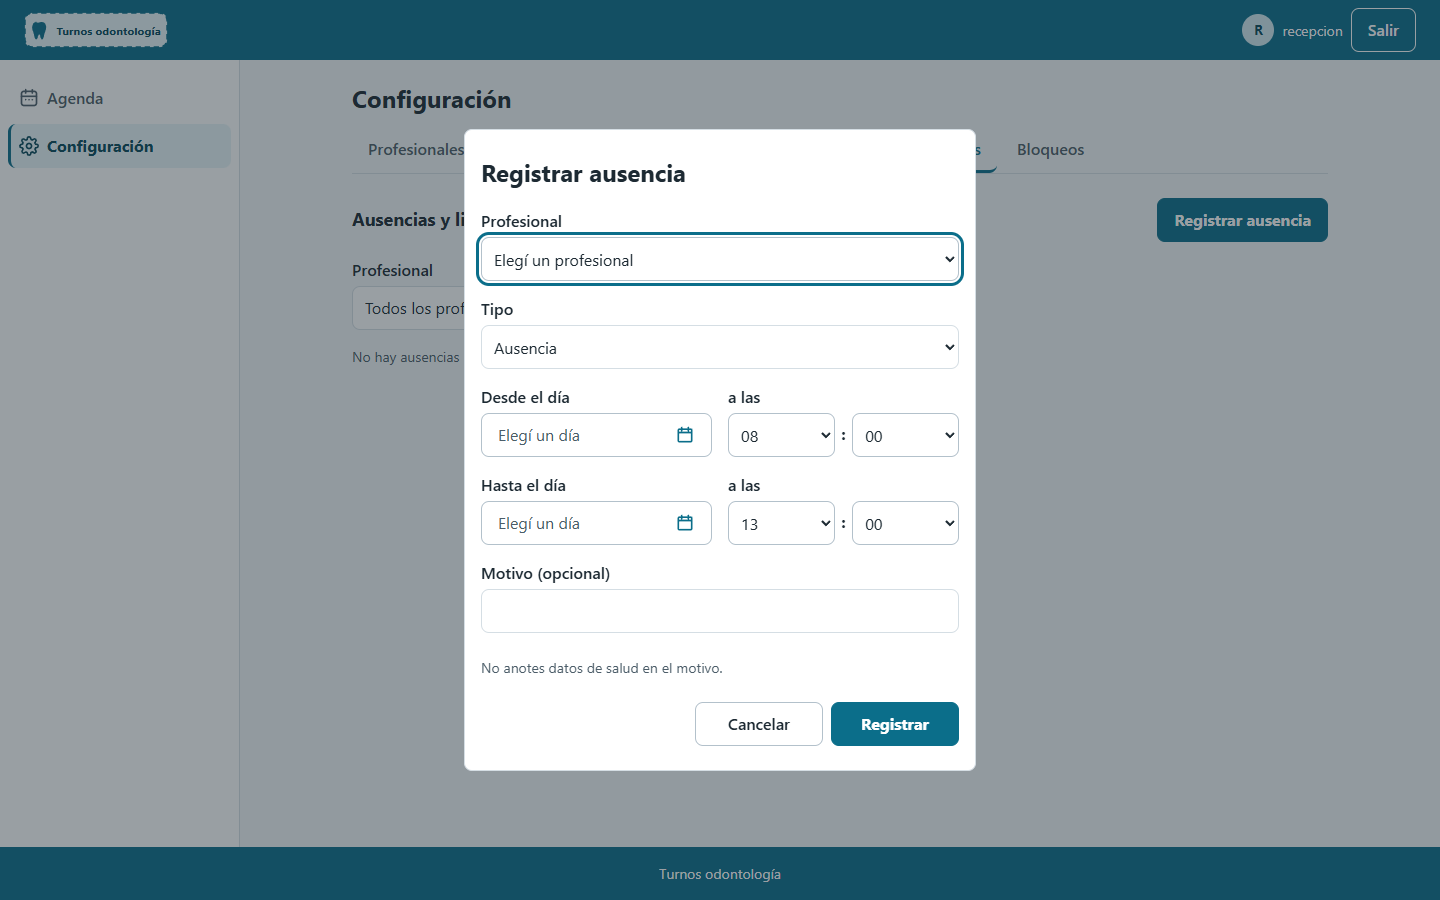 Turnos odontología
R
recepcion
Salir
Agenda
Configuración
Configuración
Profesionales
s
Bloqueos
Ausencias y li
Registrar ausencia
Profesional
Todos los prof
No hay ausencias
Registrar ausencia
Profesional
Elegí un profesional
Tipo
Ausencia
Desde el día
a las
Elegí un día
08 : 00
Hasta el día
a las
Elegí un día
13 : 00
Motivo (opcional)
No anotes datos de salud en el motivo.
Cancelar
Registrar
Turnos odontología